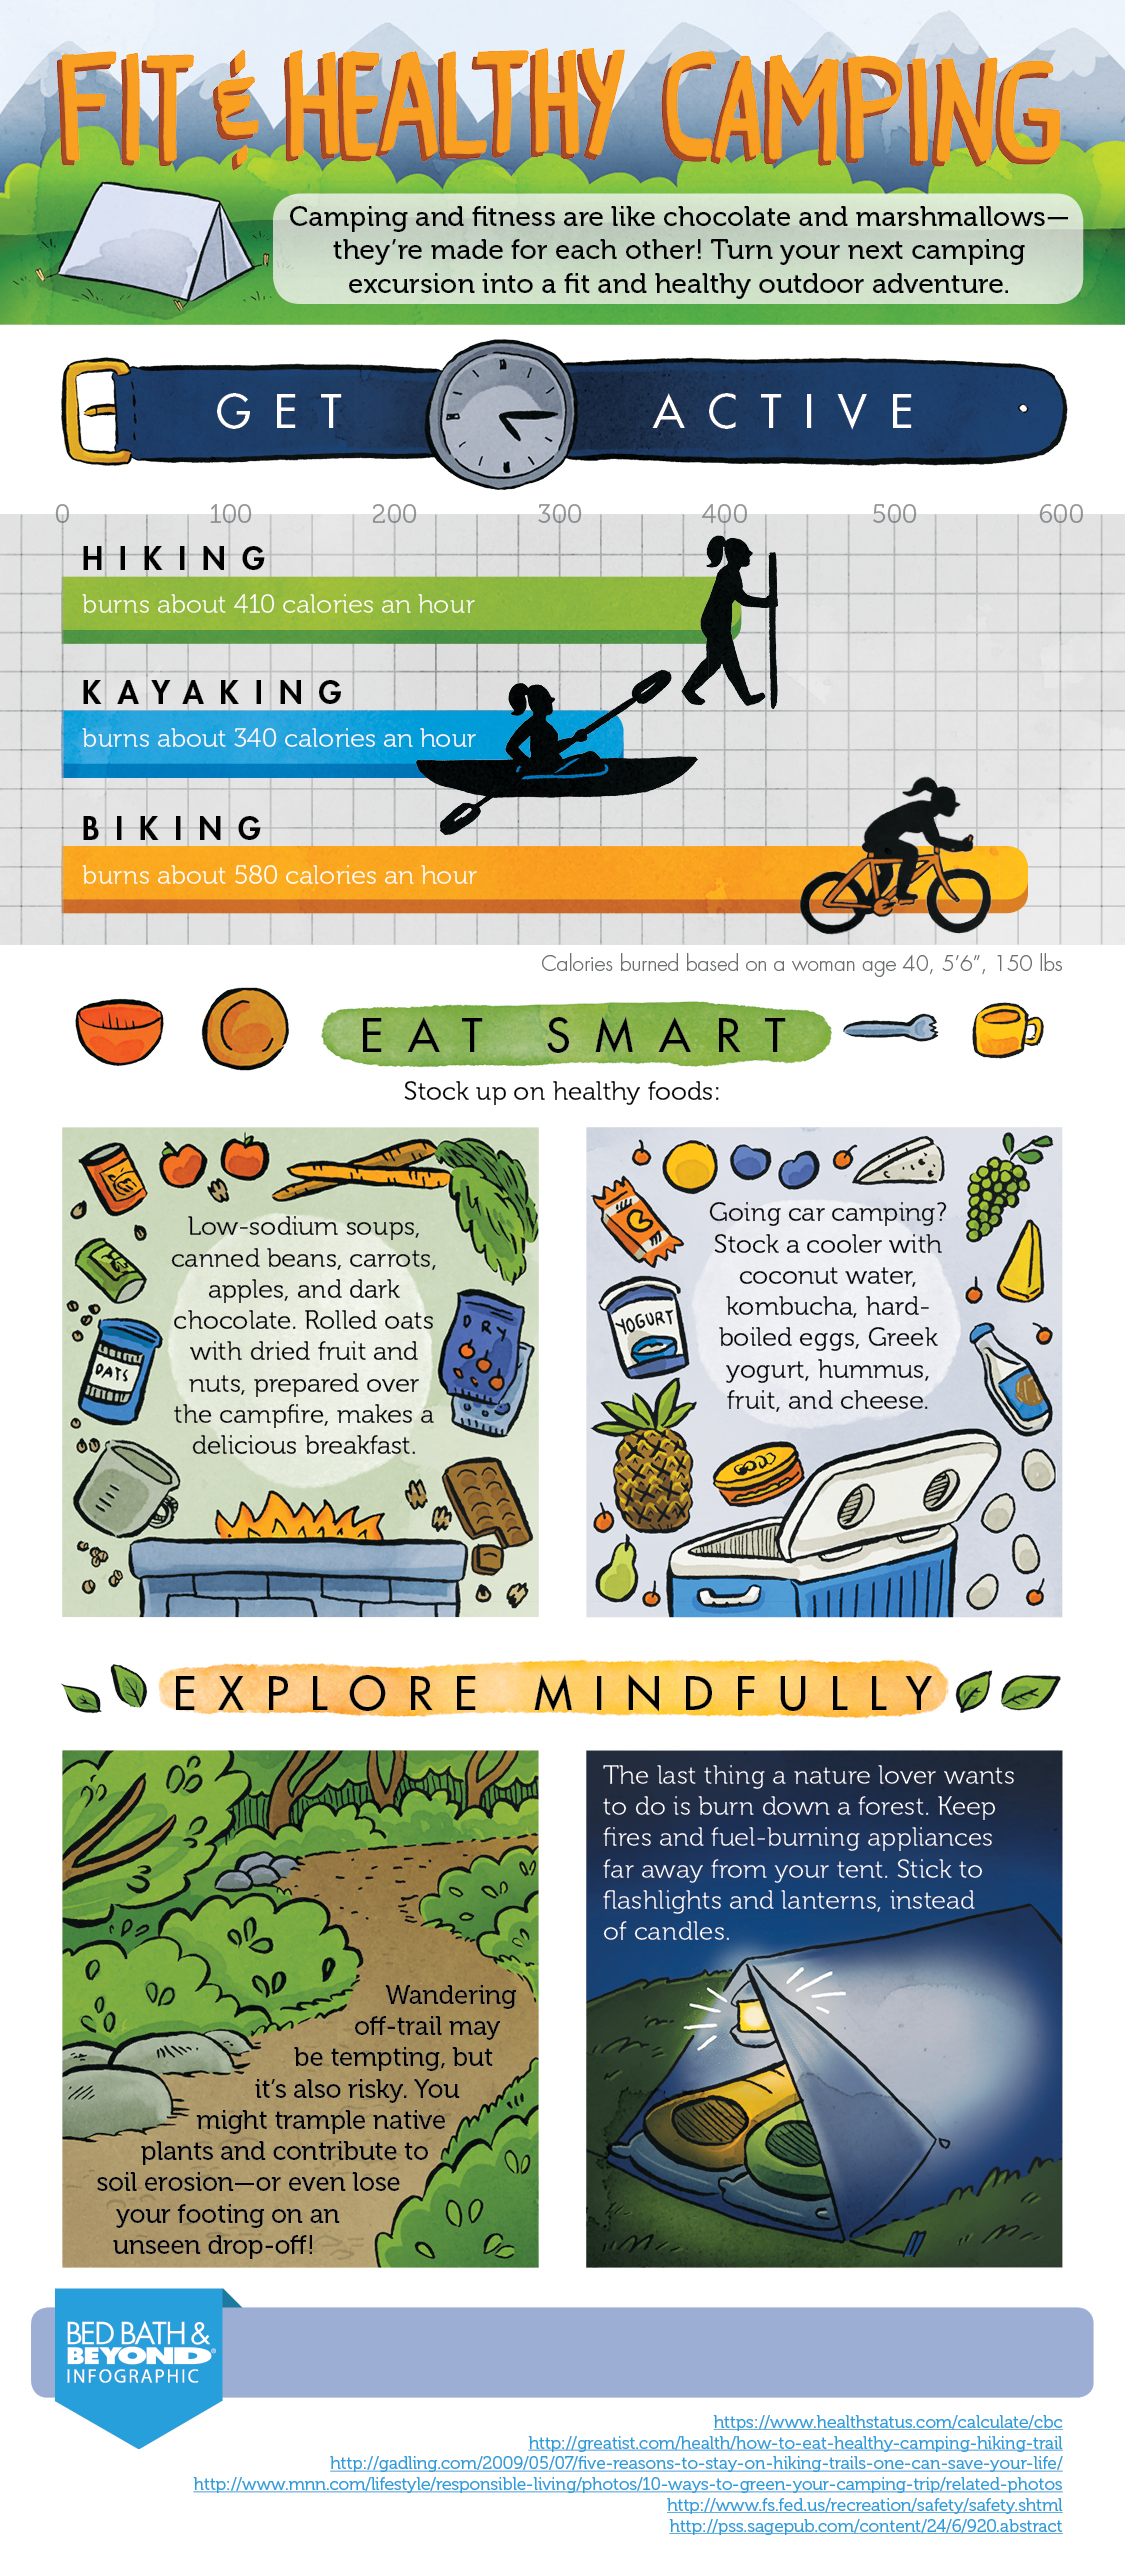 FIT & HEALTHY CAMPING
Camping and fitness are like chocolate and marshmallows—
they're made for each other! Turn your next camping
excursion into a fit and healthy outdoor adventure.
GET ACTIVE
0 100 200 300 400 500 600
HIKING
burns about 410 calories an hour
KAYAKING
burns about 340 calories an hour
BIKING
burns about 580 calories an hour
Calories burned based on a woman age 40, 5'6", 150 lbs
EAT SMART
Stock up on healthy foods:
Low-sodium soups,
canned beans, carrots,
apples, and dark
chocolate. Rolled oats
with dried fruit and
nuts, prepared over
the campfire, makes a
delicious breakfast.
OATS
DRY
Going car camping?
Stock a cooler with
coconut water,
kombucha, hard-
boiled eggs, Greek
yogurt, hummus,
fruit, and cheese.
YOGURT
EXPLORE MINDFULLY
Wandering
off-trail may
be tempting, but
it's also risky. You
might trample native
plants and contribute to
soil erosion—or even lose
your footing on an
unseen drop-off!
The last thing a nature lover wants
to do is burn down a forest. Keep
fires and fuel-burning appliances
far away from your tent. Stick to
flashlights and lanterns, instead
of candles.
BED BATH &
BEYOND®
INFOGRAPHIC
https://www.healthstatus.com/calculate/cbc
http://greatist.com/health/how-to-eat-healthy-camping-hiking-trail
http://gadling.com/2009/05/07/five-reasons-to-stay-on-hiking-trails-one-can-save-your-life/
http://www.mnn.com/lifestyle/responsible-living/photos/10-ways-to-green-your-camping-trip/related-photos
http://www.fs.fed.us/recreation/safety/safety.shtml
http://pss.sagepub.com/content/24/6/920.abstract